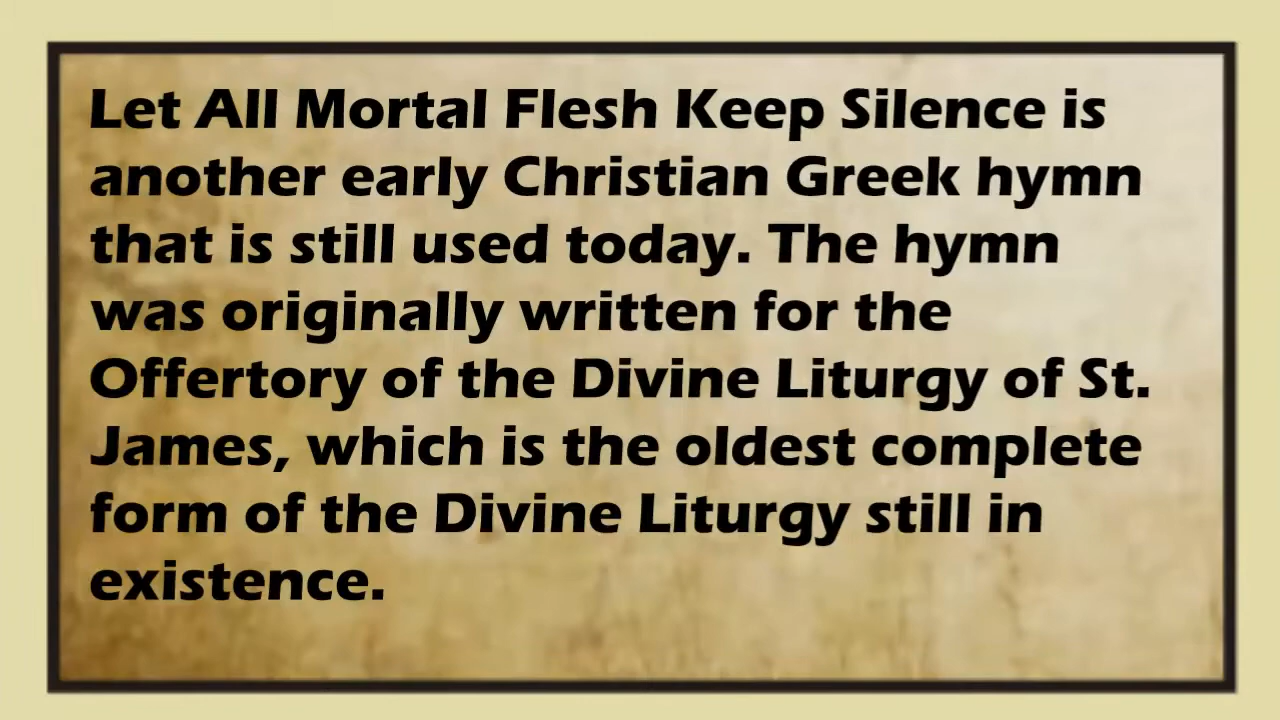 Let All Mortal Flesh Keep Silence is
another early Christian Greek hymn
that is still used today. The hymn
was originally written for the
Offertory of the Divine Liturgy of St.
James, which is the oldest complete
form of the Divine Liturgy still in
existence.